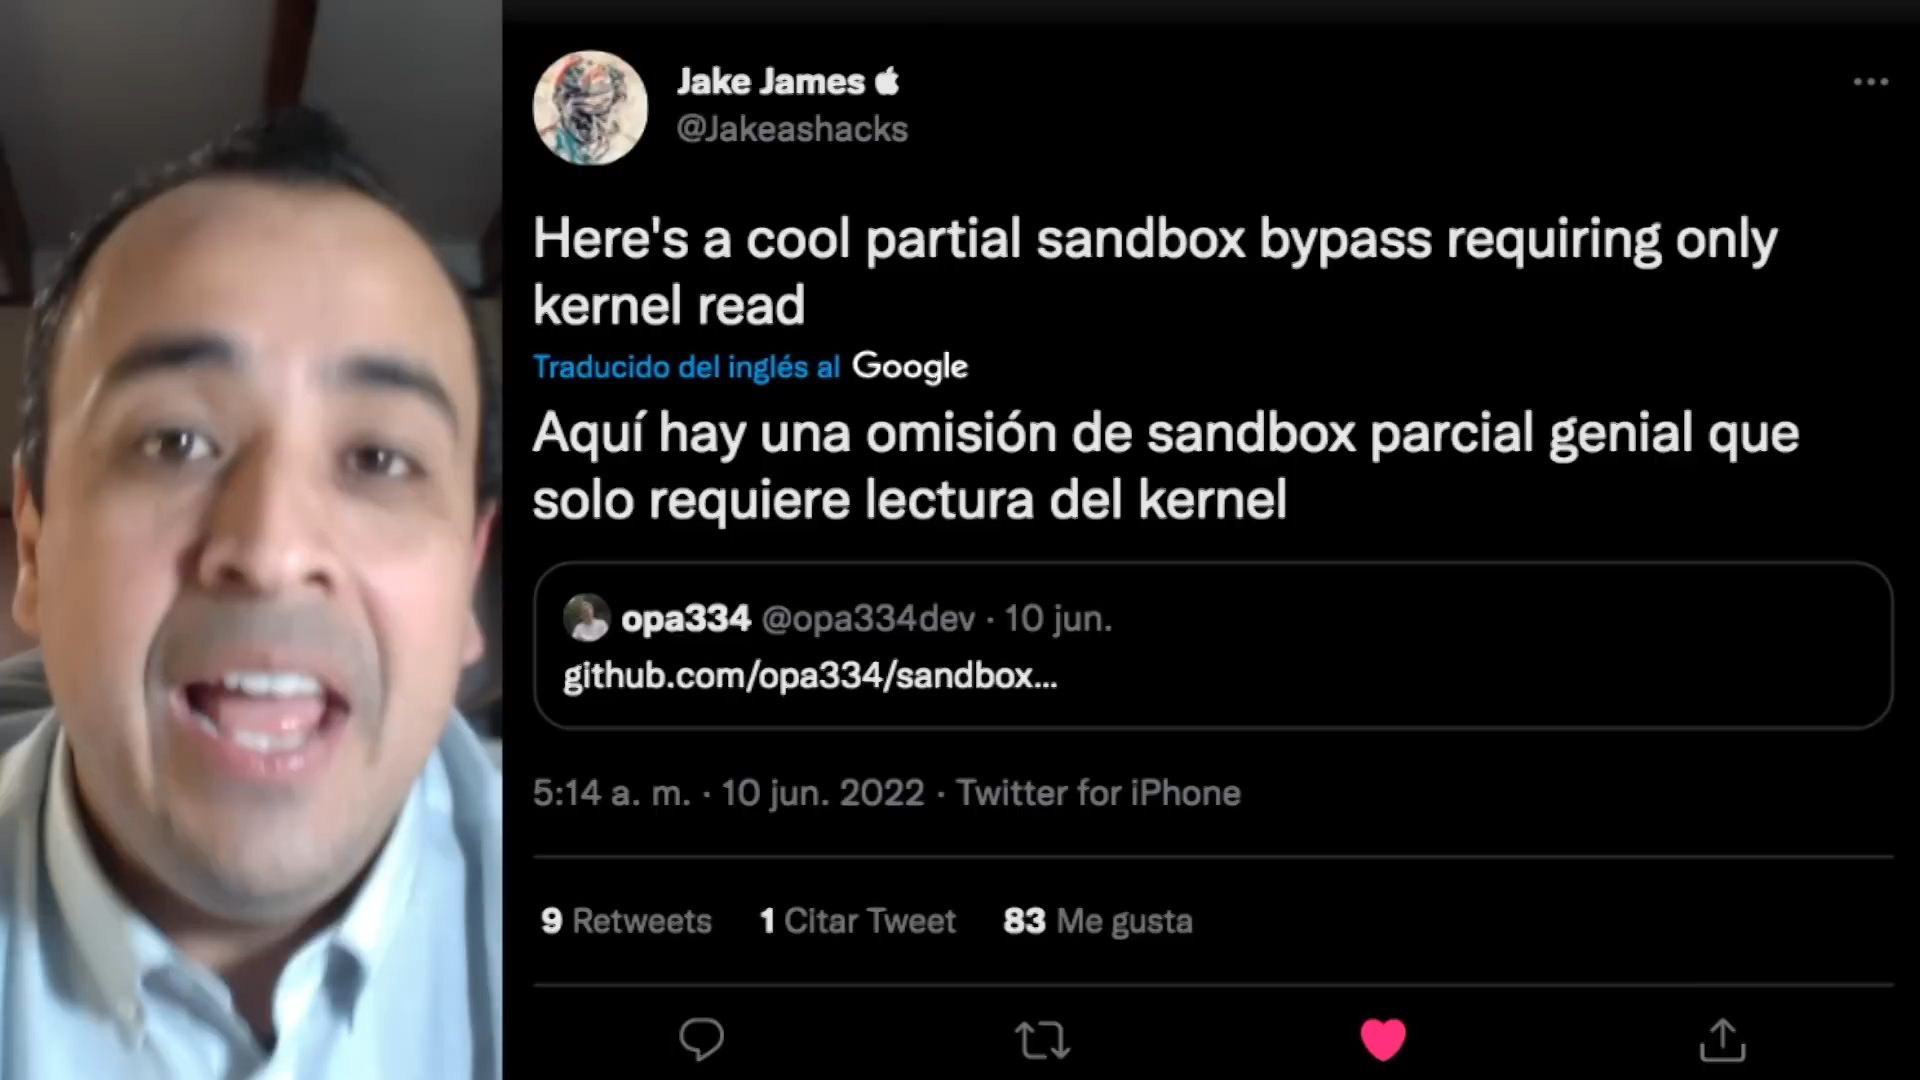 Jake James
@Jakeashacks
Here's a cool partial sandbox bypass requiring only
kernel read
Traducido del inglés al Google
Aquí hay una omisión de sandbox parcial genial que
solo requiere lectura del kernel
opa334 @opa334dev · 10 jun.
github.com/opa334/sandbox...
5:14 a. m. · 10 jun. 2022 · Twitter for iPhone
9 Retweets 1 Citar Tweet 83 Me gusta